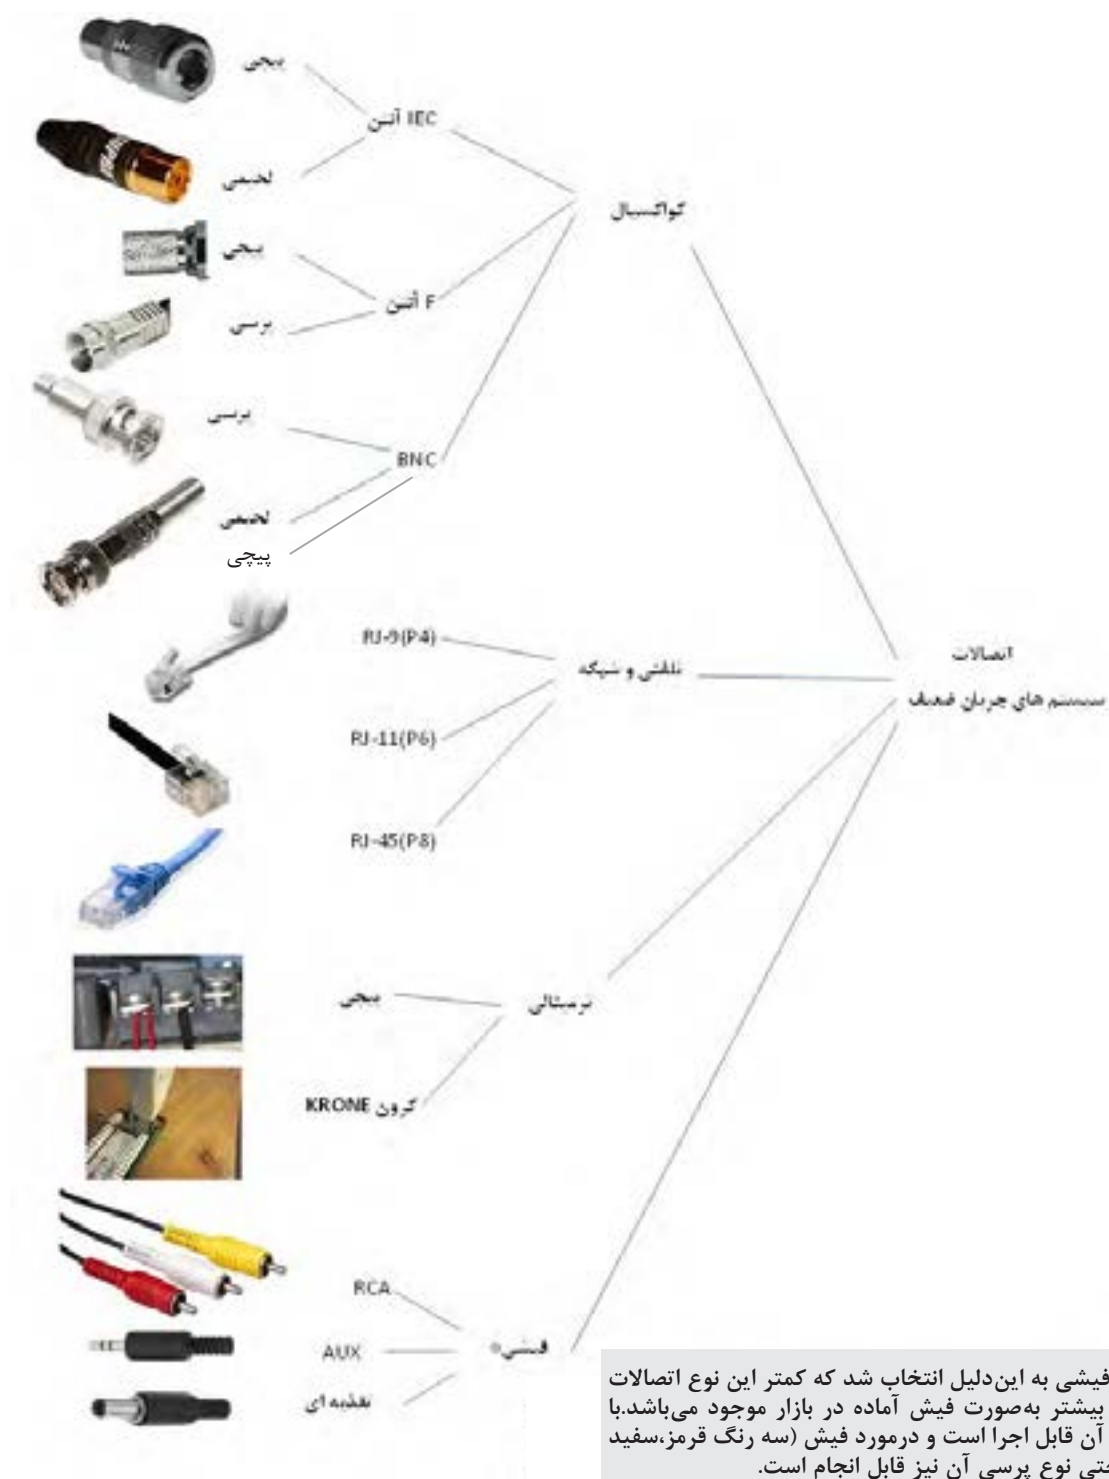 پیچی
IEC آنتن
لحیمی
کواکسیال
پیچی
F آنتن
پرسی
پرسی
BNC
لحیمی
پیچی
RJ-9(P4)
تلفنی و شبکه
اتصالات
سیستم های جریان ضعیف
RJ-11(P6)
RJ-45(P8)
پیچی
ترمینالی
کرون KRONE
RCA
AUX
فیشی*
تغذیه ای
فیشی به این‌دلیل انتخاب شد که کمتر این نوع اتصالات
بیشتر به‌صورت فیش آماده در بازار موجود می‌باشد.با
آن قابل اجرا است و درمورد فیش (سه رنگ قرمز،سفید
نوع پرسی آن نیز قابل انجام است.